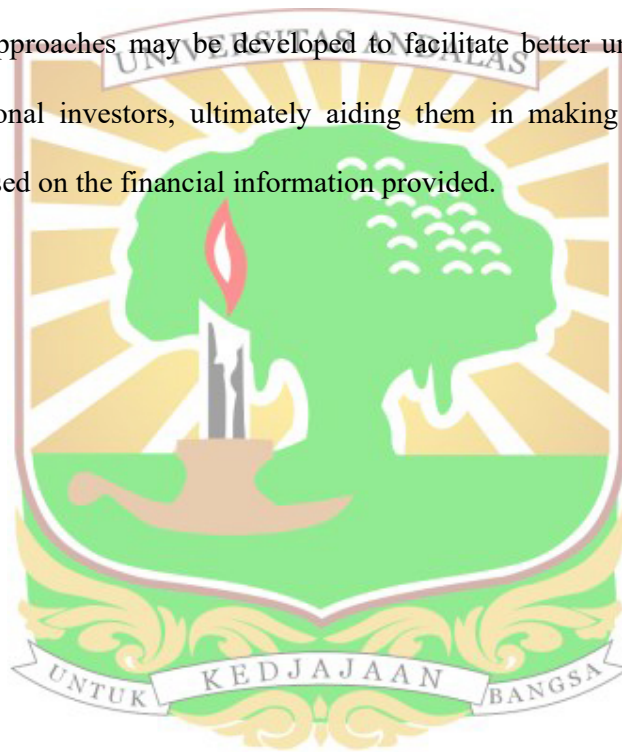 pproaches may be developed to facilitate better un
UNIVERSITAS ANDALAS
onal investors, ultimately aiding them in making
sed on the financial information provided.
UNTUK KEDJAJAAN BANGSA